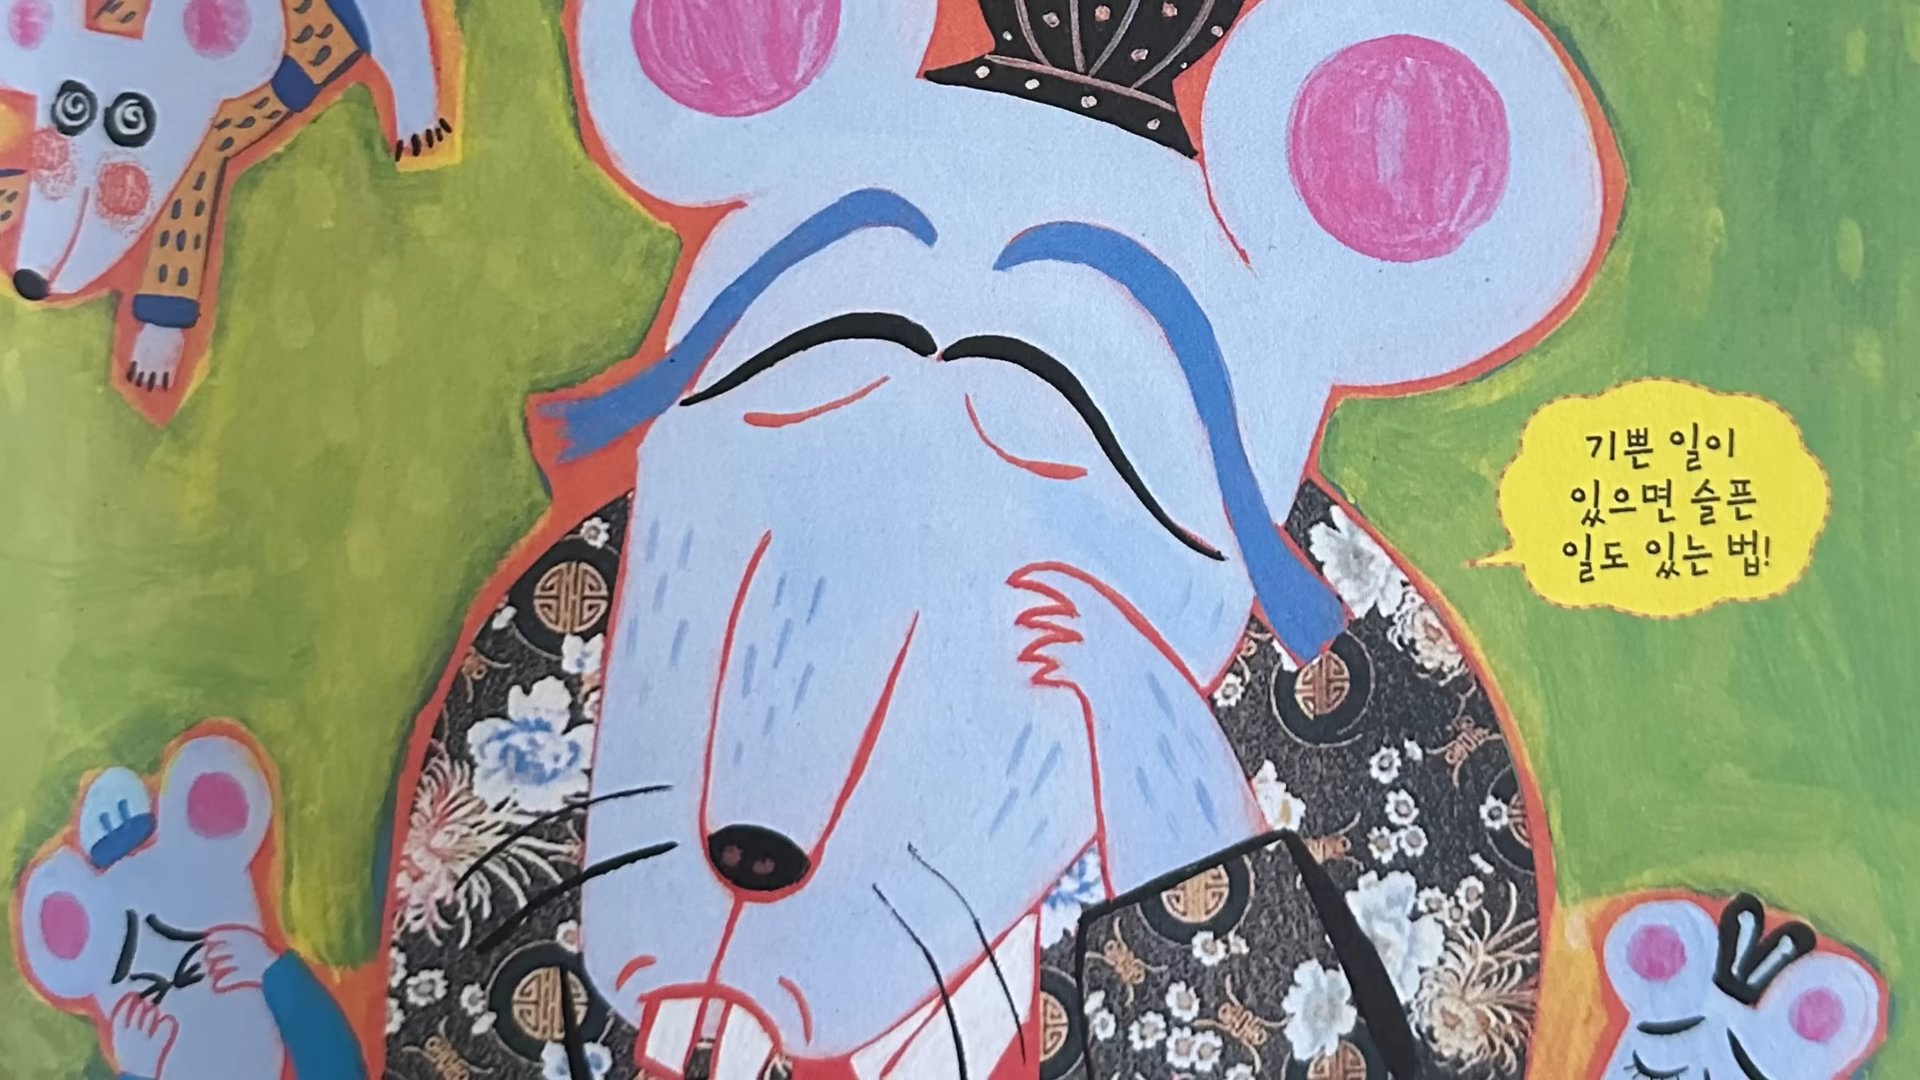 기쁜 일이
있으면 슬픈
일도 있는 법!